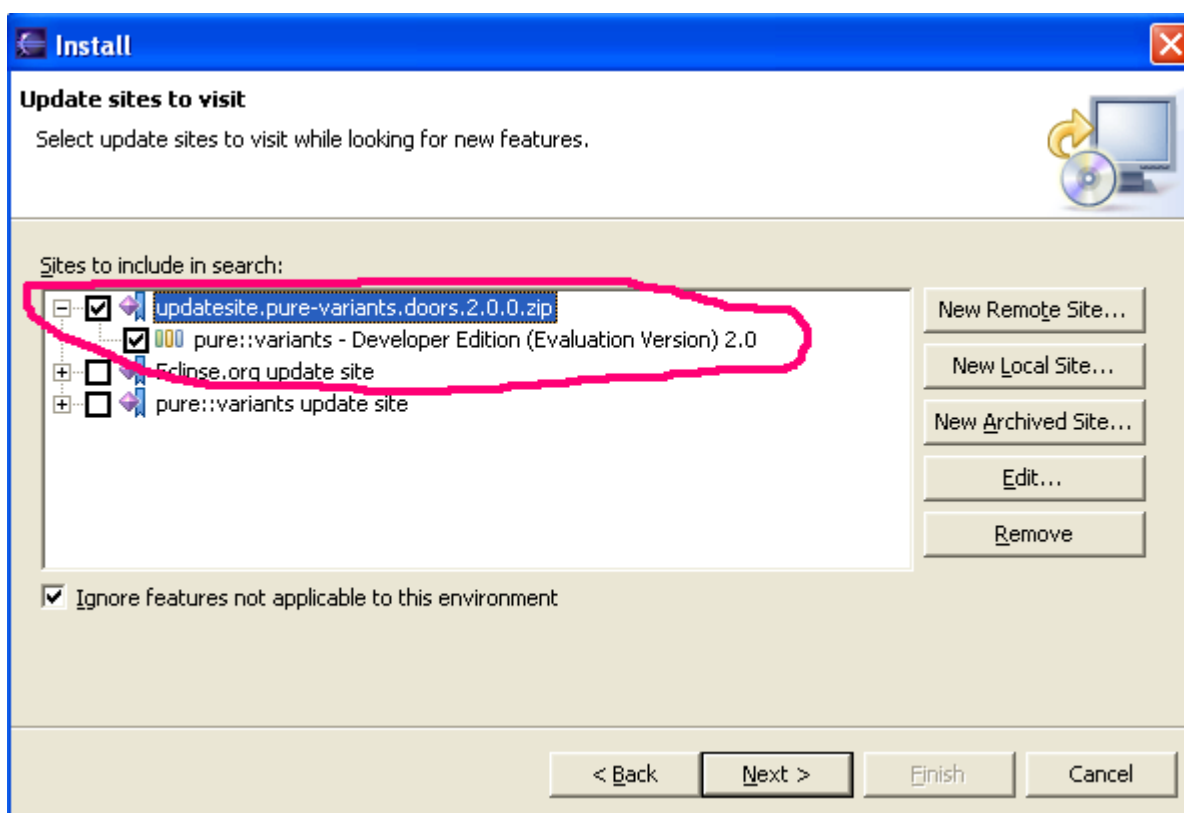 Install
Update sites to visit
Select update sites to visit while looking for new features.
Sites to include in search:
updatesite.pure-variants.doors.2.0.0.zip
pure::variants - Developer Edition (Evaluation Version) 2.0
Eclipse.org update site
pure::variants update site
New Remote Site...
New Local Site...
New Archived Site...
Edit...
Remove
Ignore features not applicable to this environment
< Back
Next >
Finish
Cancel